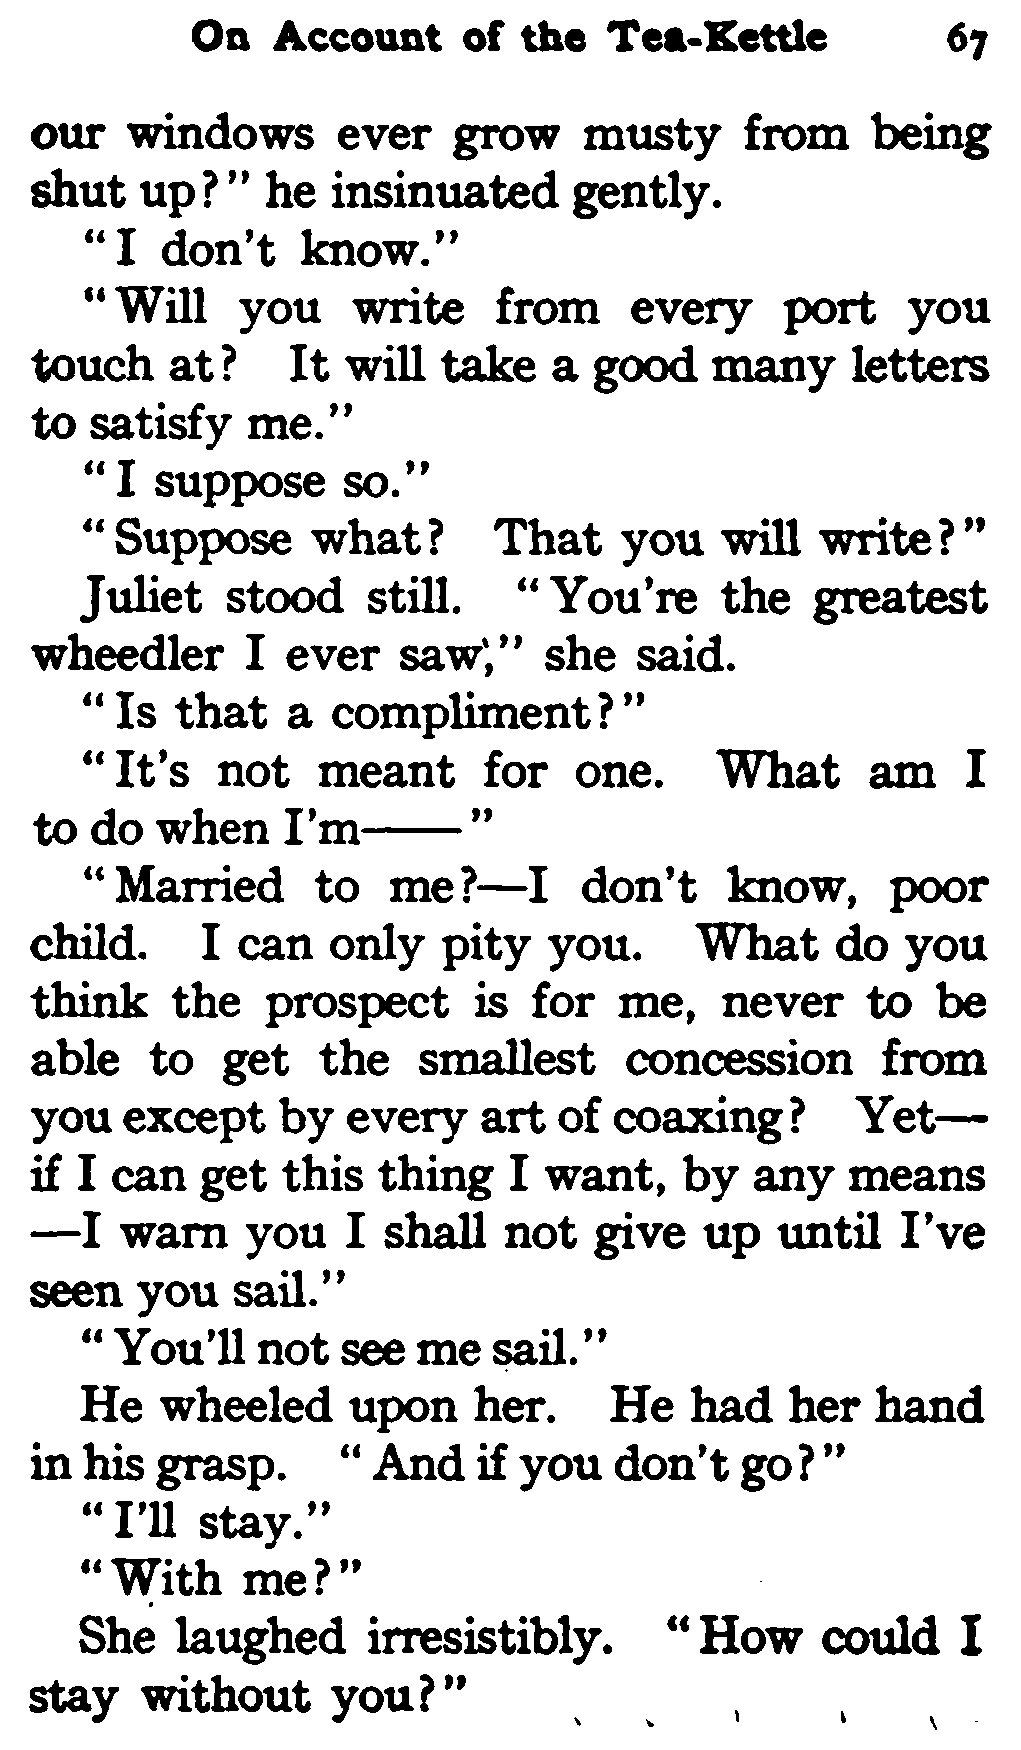 On Account of the Tea-Kettle 67
our windows ever grow musty from being
shut up?" he insinuated gently.
"I don't know."
"Will you write from every port you
touch at? It will take a good many letters
to satisfy me."
"I suppose so."
"Suppose what? That you will write?"
Juliet stood still. "You're the greatest
wheedler I ever saw," she said.
"Is that a compliment?"
"It's not meant for one. What am I
to do when I'm——"
"Married to me?—I don't know, poor
child. I can only pity you. What do you
think the prospect is for me, never to be
able to get the smallest concession from
you except by every art of coaxing? Yet—
if I can get this thing I want, by any means
—I warn you I shall not give up until I've
seen you sail."
"You'll not see me sail."
He wheeled upon her. He had her hand
in his grasp. "And if you don't go?"
"I'll stay."
"With me?"
She laughed irresistibly. "How could I
stay without you?"